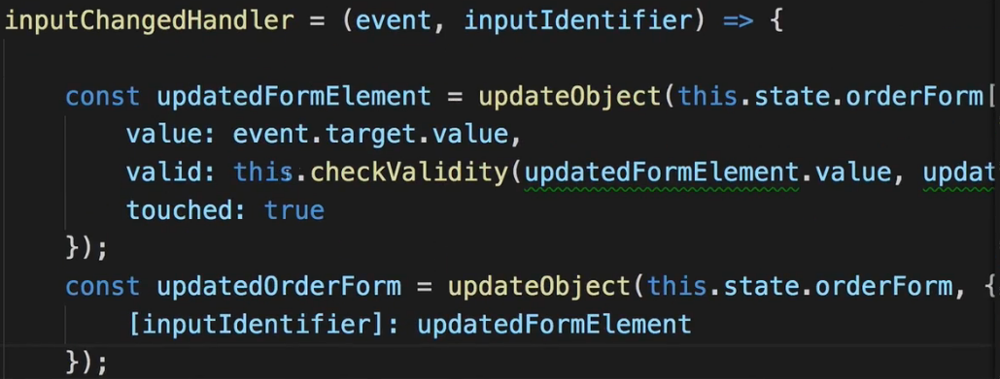 inputChangedHandler = (event, inputIdentifier) => {
const updatedFormElement = updateObject(this.state.orderForm[
value: event.target.value,
valid: this.checkValidity(updatedFormElement.value, updat
touched: true
});
const updatedOrderForm = updateObject(this.state.orderForm, {
[inputIdentifier]: updatedFormElement
});